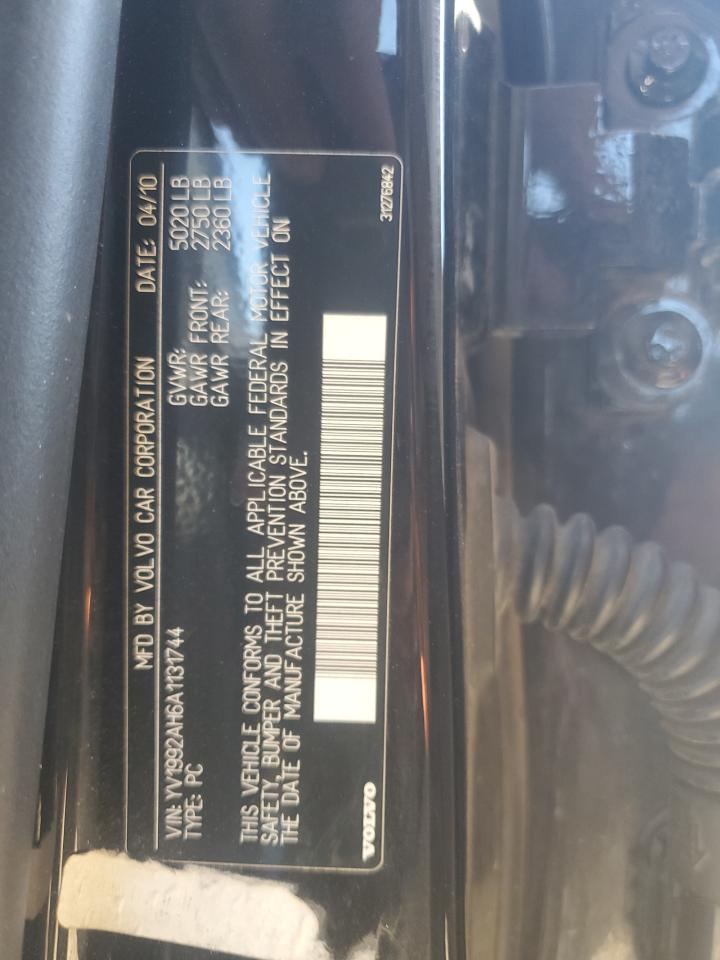 MFD BY VOLVO CAR CORPORATION DATE: 04/10
VIN: YV1992AH6A1131744 GVWR: 5020 LB
TYPE: PC GAWR FRONT: 2750 LB
GAWR REAR: 2360 LB
THIS VEHICLE CONFORMS TO ALL APPLICABLE FEDERAL MOTOR VEHICLE
SAFETY, BUMPER AND THEFT PREVENTION STANDARDS IN EFFECT ON
THE DATE OF MANUFACTURE SHOWN ABOVE.
VOLVO 31276842